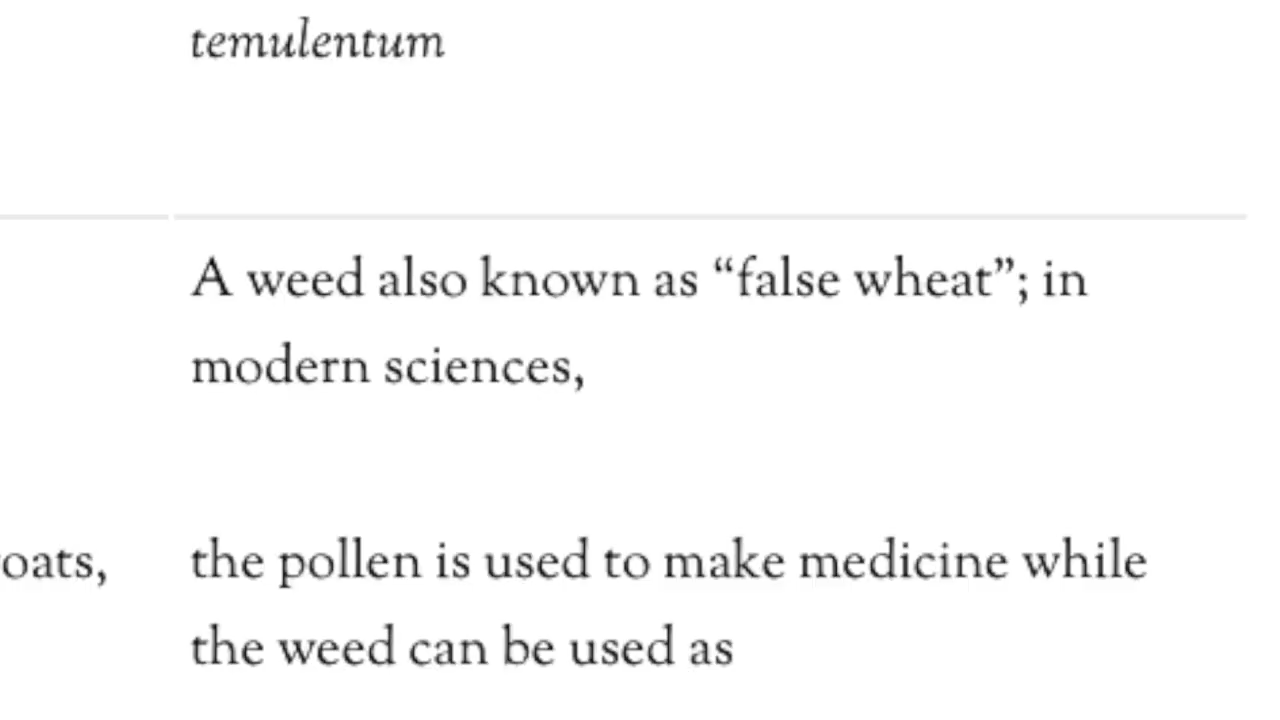 temulentum
A weed also known as “false wheat”; in
modern sciences,
oats, the pollen is used to make medicine while
the weed can be used as